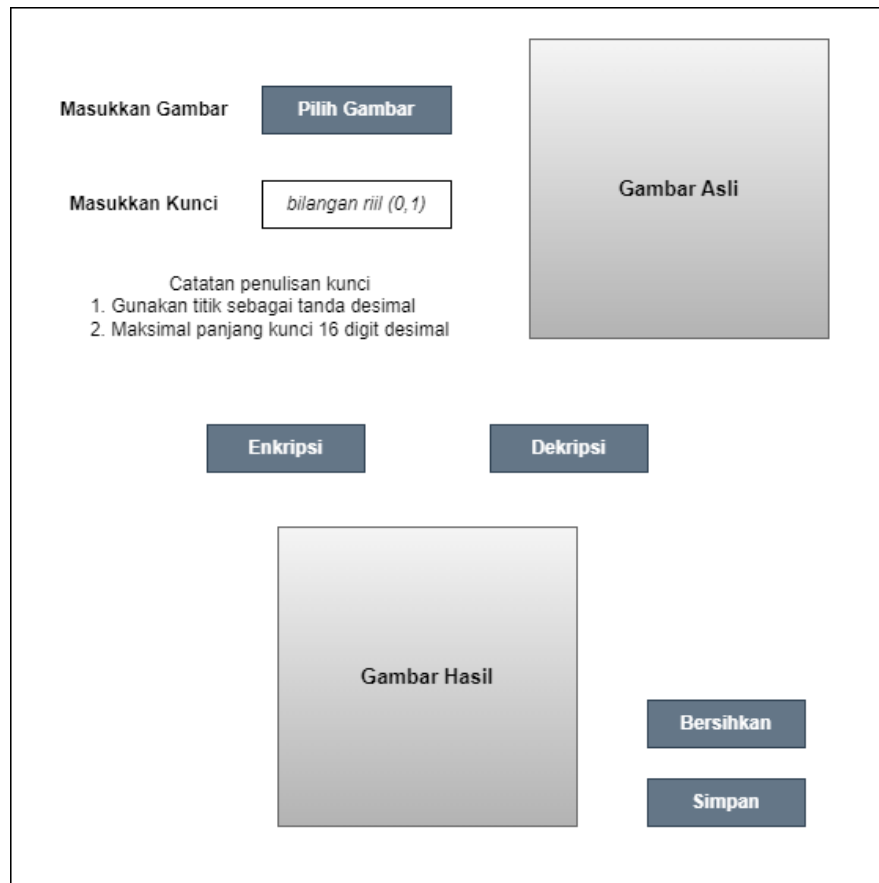 Masukkan Gambar
Pilih Gambar
Gambar Asli
Masukkan Kunci
bilangan riil (0,1)
Catatan penulisan kunci
1. Gunakan titik sebagai tanda desimal
2. Maksimal panjang kunci 16 digit desimal
Enkripsi
Dekripsi
Gambar Hasil
Bersihkan
Simpan